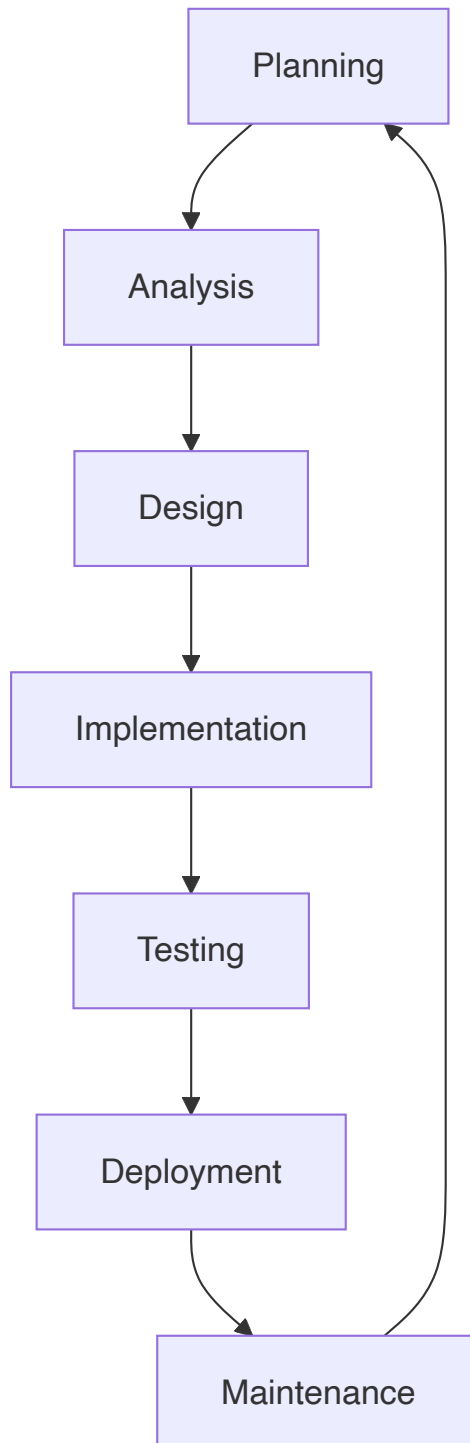 Planning
Analysis
Design
Implementation
Testing
Deployment
Maintenance